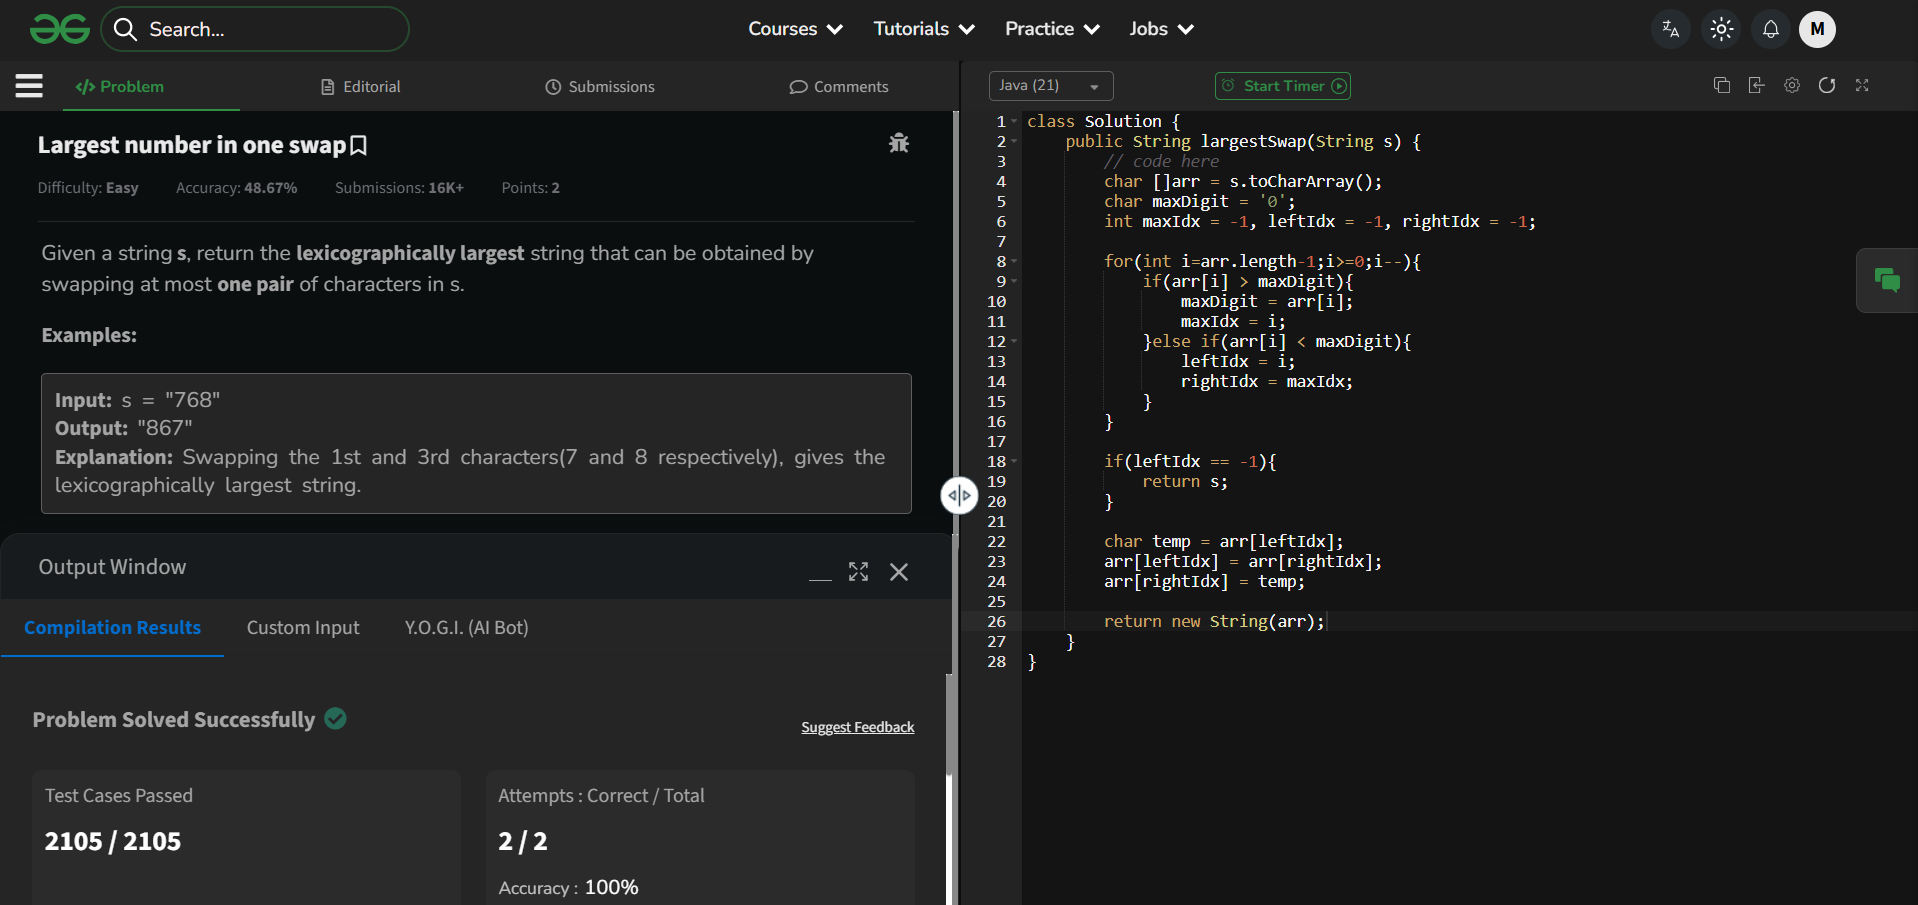 Search...
Courses
Tutorials
Practice
Jobs
M
Problem
Editorial
Submissions
Comments
Largest number in one swap
Difficulty: Easy Accuracy: 48.67% Submissions: 16K+ Points: 2
Given a string s, return the lexicographically largest string that can be obtained by
swapping at most one pair of characters in s.
Examples:
Input: s = "768"
Output: "867"
Explanation: Swapping the 1st and 3rd characters(7 and 8 respectively), gives the
lexicographically largest string.
Output Window
Compilation Results
Custom Input
Y.O.G.I. (AI Bot)
Problem Solved Successfully
Suggest Feedback
Test Cases Passed
2105 / 2105
Attempts : Correct / Total
2 / 2
Accuracy : 100%
Java (21)
Start Timer
1 class Solution {
2     public String largestSwap(String s) {
3         // code here
4         char []arr = s.toCharArray();
5         char maxDigit = '0';
6         int maxIdx = -1, leftIdx = -1, rightIdx = -1;
7
8         for(int i=arr.length-1;i>=0;i--){
9             if(arr[i] > maxDigit){
10                 maxDigit = arr[i];
11                 maxIdx = i;
12             }else if(arr[i] < maxDigit){
13                 leftIdx = i;
14                 rightIdx = maxIdx;
15             }
16         }
17
18         if(leftIdx == -1){
19             return s;
20         }
21
22         char temp = arr[leftIdx];
23         arr[leftIdx] = arr[rightIdx];
24         arr[rightIdx] = temp;
25
26         return new String(arr);
27     }
28 }